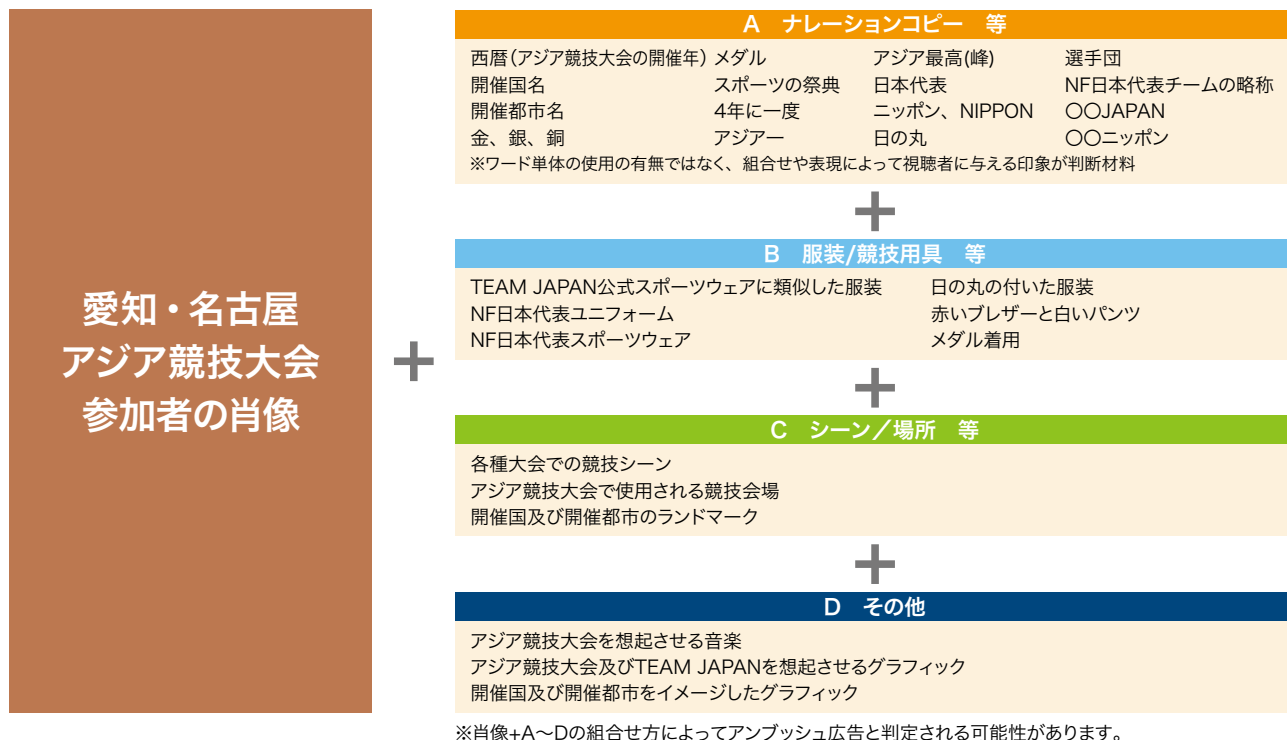 愛知・名古屋
アジア競技大会
参加者の肖像
A ナレーションコピー 等
西暦(アジア競技大会の開催年) メダル アジア最高(峰) 選手団
開催国名 スポーツの祭典 日本代表 NF日本代表チームの略称
開催都市名 4年に一度 ニッポン、NIPPON 〇〇JAPAN
金、銀、銅 アジア一 日の丸 〇〇ニッポン
※ワード単体の使用の有無ではなく、組合せや表現によって視聴者に与える印象が判断材料
B 服装/競技用具 等
TEAM JAPAN公式スポーツウェアに類似した服装 日の丸の付いた服装
NF日本代表ユニフォーム 赤いブレザーと白いパンツ
NF日本代表スポーツウェア メダル着用
C シーン/場所 等
各種大会での競技シーン
アジア競技大会で使用される競技会場
開催国及び開催都市のランドマーク
D その他
アジア競技大会を想起させる音楽
アジア競技大会及びTEAM JAPANを想起させるグラフィック
開催国及び開催都市をイメージしたグラフィック
※肖像+A〜Dの組合せ方によってアンブッシュ広告と判定される可能性があります。